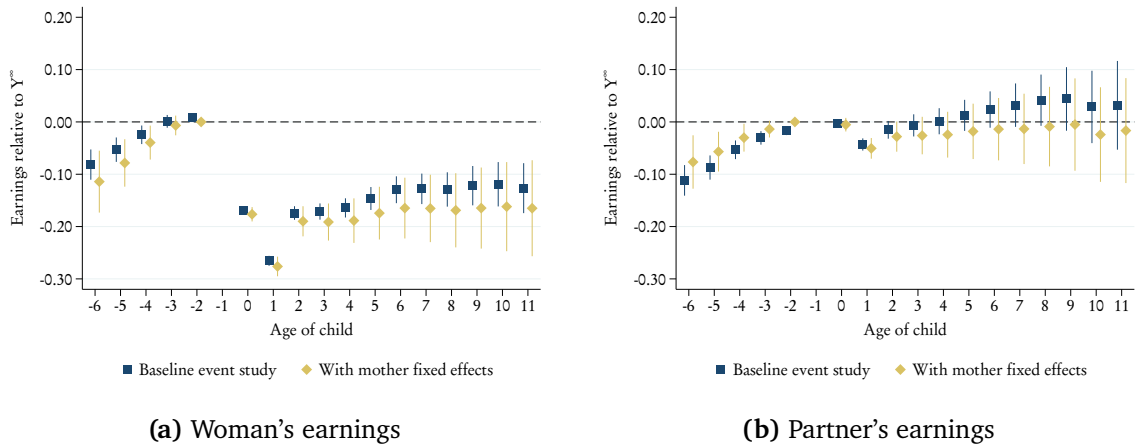 Earnings relative to Y∞
0.20
0.10
0.00
-0.10
-0.20
-0.30
-6 -5 -4 -3 -2 -1 0 1 2 3 4 5 6 7 8 9 10 11
Age of child
Baseline event study With mother fixed effects
(a) Woman's earnings
Earnings relative to Y∞
0.20
0.10
0.00
-0.10
-0.20
-0.30
-6 -5 -4 -3 -2 -1 0 1 2 3 4 5 6 7 8 9 10 11
Age of child
Baseline event study With mother fixed effects
(b) Partner's earnings